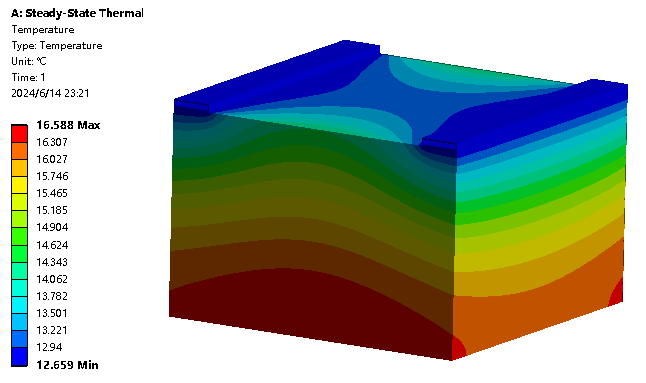 A: Steady-State Thermal
Temperature
Type: Temperature
Unit: °C
Time: 1
2024/6/14 23:21
16.588 Max
16.307
16.027
15.746
15.465
15.185
14.904
14.624
14.343
14.062
13.782
13.501
13.221
12.94
12.659 Min